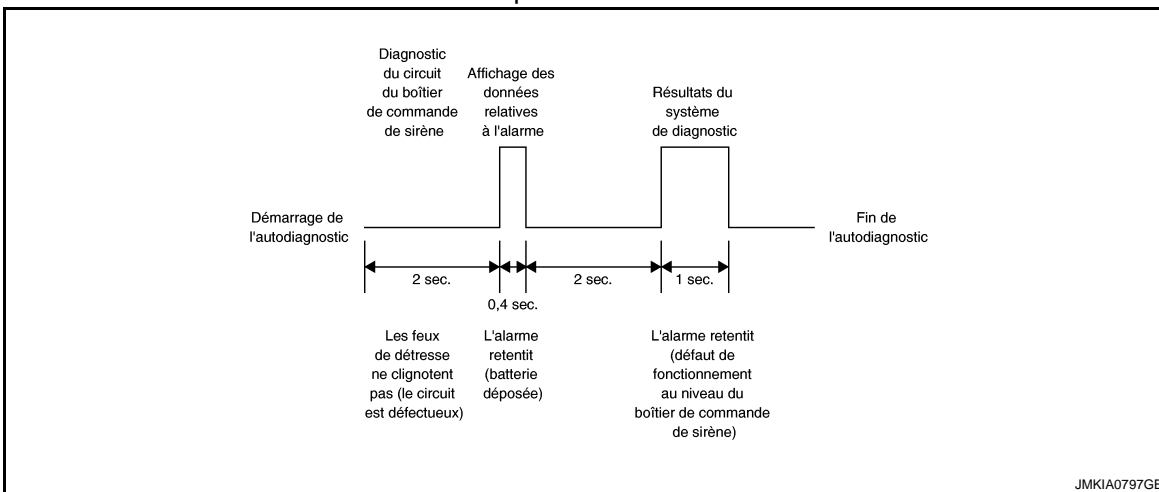 Diagnostic
du circuit
du boîtier
de commande
de sirène
Affichage des
données
relatives
à l'alarme
Résultats du
système
de diagnostic
Démarrage de
l'autodiagnostic
Fin de
l'autodiagnostic
2 sec.
0,4 sec.
2 sec.
1 sec.
Les feux
de détresse
ne clignotent
pas (le circuit
est défectueux)
L'alarme
retentit
(batterie
déposée)
L'alarme retentit
(défaut de
fonctionnement
au niveau du
boîtier de commande
de sirène)
JMKIA0797GB